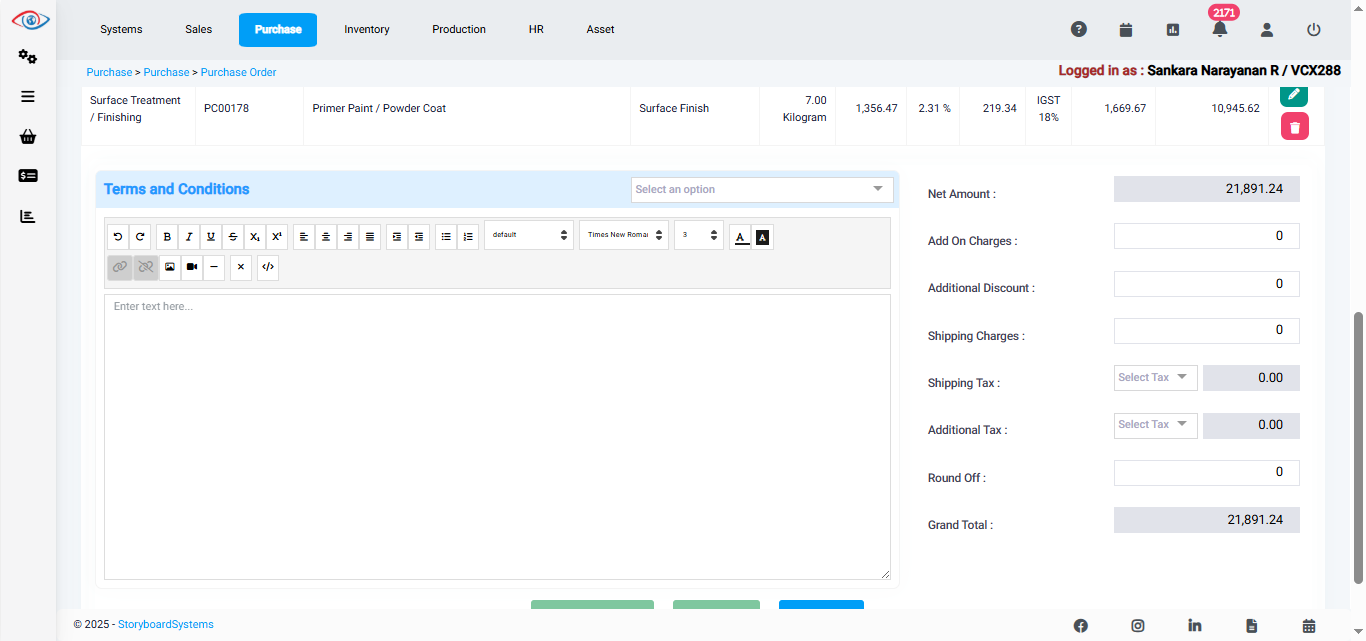 2171
Systems Sales Purchase Inventory Production HR Asset
Purchase > Purchase > Purchase Order
Logged in as : Sankara Narayanan R / VCX288
Surface Treatment / Finishing PC00178 Primer Paint / Powder Coat Surface Finish 7.00 Kilogram 1,356.47 2.31 % 219.34 IGST 18% 1,669.67 10,945.62
Terms and Conditions Select an option
default Times New Roma 3
Enter text here...
Net Amount : 21,891.24
Add On Charges : 0
Additional Discount : 0
Shipping Charges : 0
Shipping Tax : Select Tax 0.00
Additional Tax : Select Tax 0.00
Round Off : 0
Grand Total : 21,891.24
© 2025 - StoryboardSystems